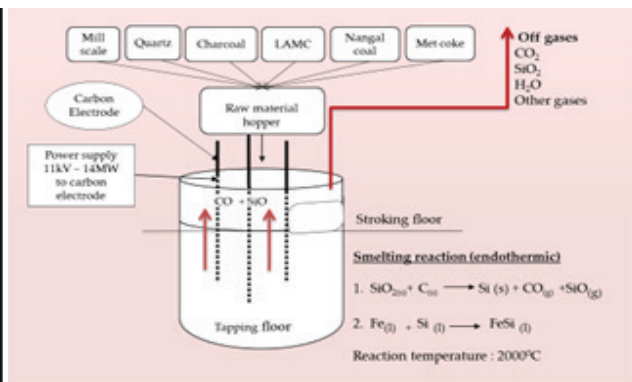 Mill
scale
Quartz
Charcoal
LAMC
Nangal
coal
Met coke
Off gases
CO₂
SiO₂
H₂O
Other gases
Carbon
Electrode
Raw material
hopper
Power supply
11kV – 14MW
to carbon
electrode
CO + SiO
Stroking floor
Smelting reaction (endothermic)
1. SiO₂₍ₛ₎ + C₍ₛ₎ ⟶ Si (s) + CO(g) +SiO(g)
2. Fe(l) + Si (l) ⟶ FeSi (l)
Tapping floor
Reaction temperature : 2000⁰C